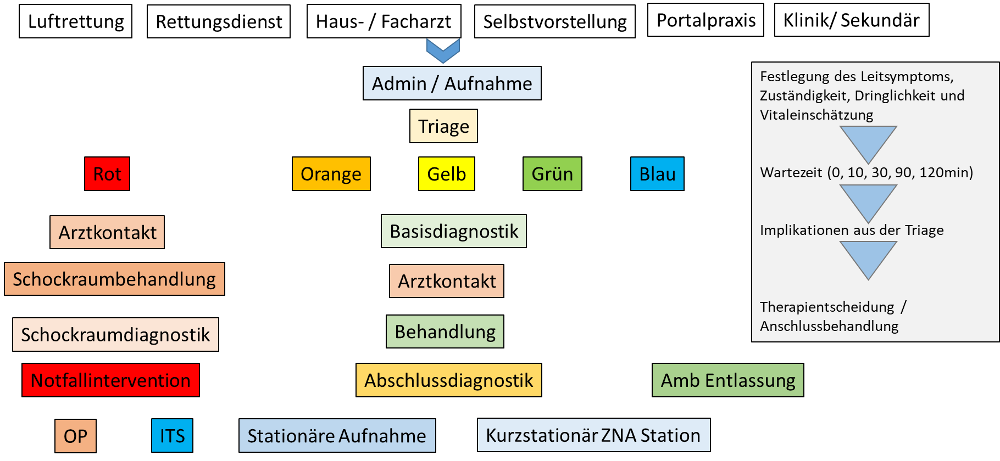 Luftrettung
Rettungsdienst
Haus- / Facharzt
Selbstvorstellung
Portalpraxis
Klinik/ Sekundär
Admin / Aufnahme
Triage
Rot
Orange
Gelb
Grün
Blau
Arztkontakt
Schockraumbehandlung
Schockraumdiagnostik
Notfallintervention
Basisdiagnostik
Arztkontakt
Behandlung
Abschlussdiagnostik
Amb Entlassung
OP
ITS
Stationäre Aufnahme
Kurzstationär ZNA Station
Festlegung des Leitsymptoms,
Zuständigkeit, Dringlichkeit und
Vitaleinschätzung
Wartezeit (0, 10, 30, 90, 120min)
Implikationen aus der Triage
Therapientscheidung /
Anschlussbehandlung